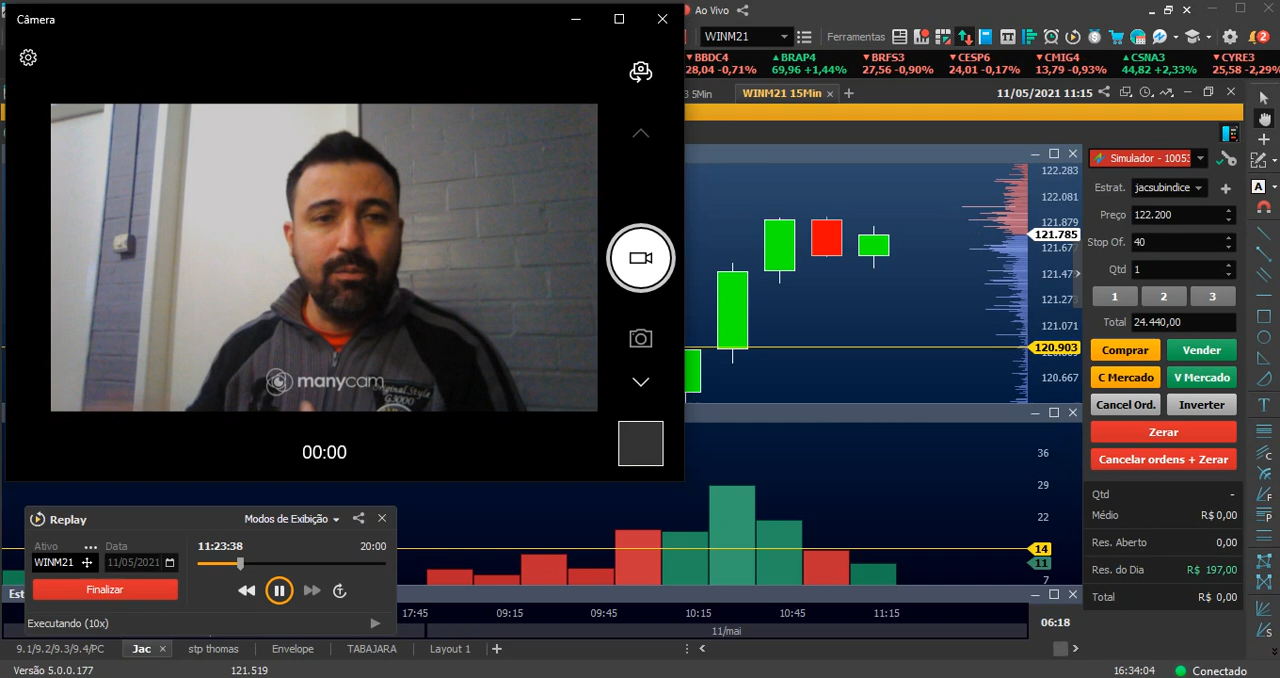 Câmera
Ao Vivo
WINM21
Ferramentas
2
BBDC4 BRAP4 BRFS3 CESP6 CMIG4 CSNA3 CYRE3
28,04 -0,71% 69,96 +1,44% 27,56 -0,90% 24,01 -0,17% 13,79 -0,93% 44,82 +2,33% 25,58 -2,29%
3 5Min
WINM21 15Min
11/05/2021 11:15
122.283
122.081
121.879
121.785
121.67
121.47
121.273
121.071
120.903
120.667
Simulador - 10053
Estrat. jacsubindice
Preço 122.200
Stop Of. 40
Qtd 1
1 2 3
Total 24.440,00
Comprar Vender
C Mercado V Mercado
Cancel Ord. Inverter
Zerar
Cancelar ordens + Zerar
Qtd -
Médio R$ 0,00
Res. Aberto 0,00
Res. do Dia R$ 197,00
Total R$ 0,00
manycam
G3000
00:00
36
29
22
14
11
7
Replay
Modos de Exibição
Ativo Data
WINM21 11/05/2021
11:23:38 20:00
Finalizar
Executando (10x)
Est
17:45 09:15 09:45 10:15 10:45 11:15
11/mai
06:18
9.1/9.2/9.3/9.4/PC Jac stp thomas Envelope TABAJARA Layout 1
Versão 5.0.0.177 121.519 16:34:04 Conectado